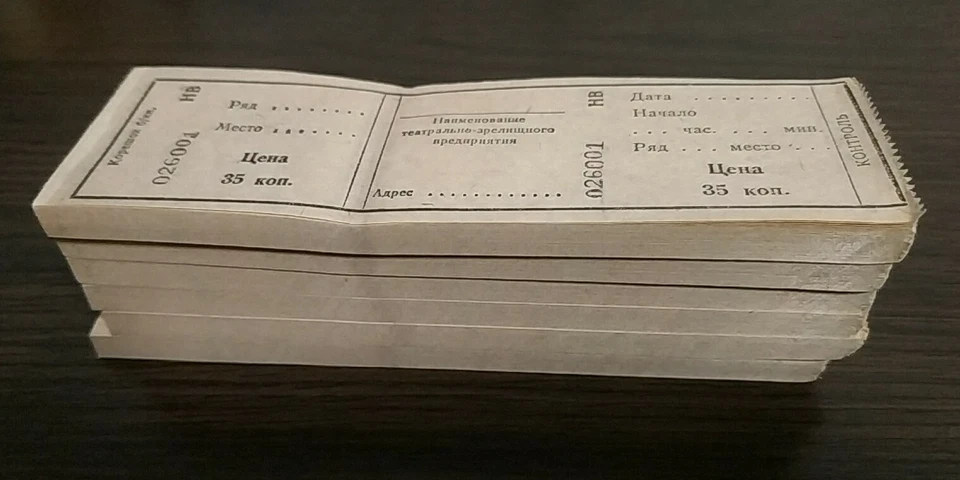 Корешок б/кн.
026001
НВ
Ряд .......
Место .......
Цена
35 коп.
Наименование
театрально-зрелищного
предприятия
Адрес .............
026001
НВ
Дата ..........
Начало
... час. ... мин.
Ряд ... место ...
Цена
35 коп.
КОНТРОЛЬ